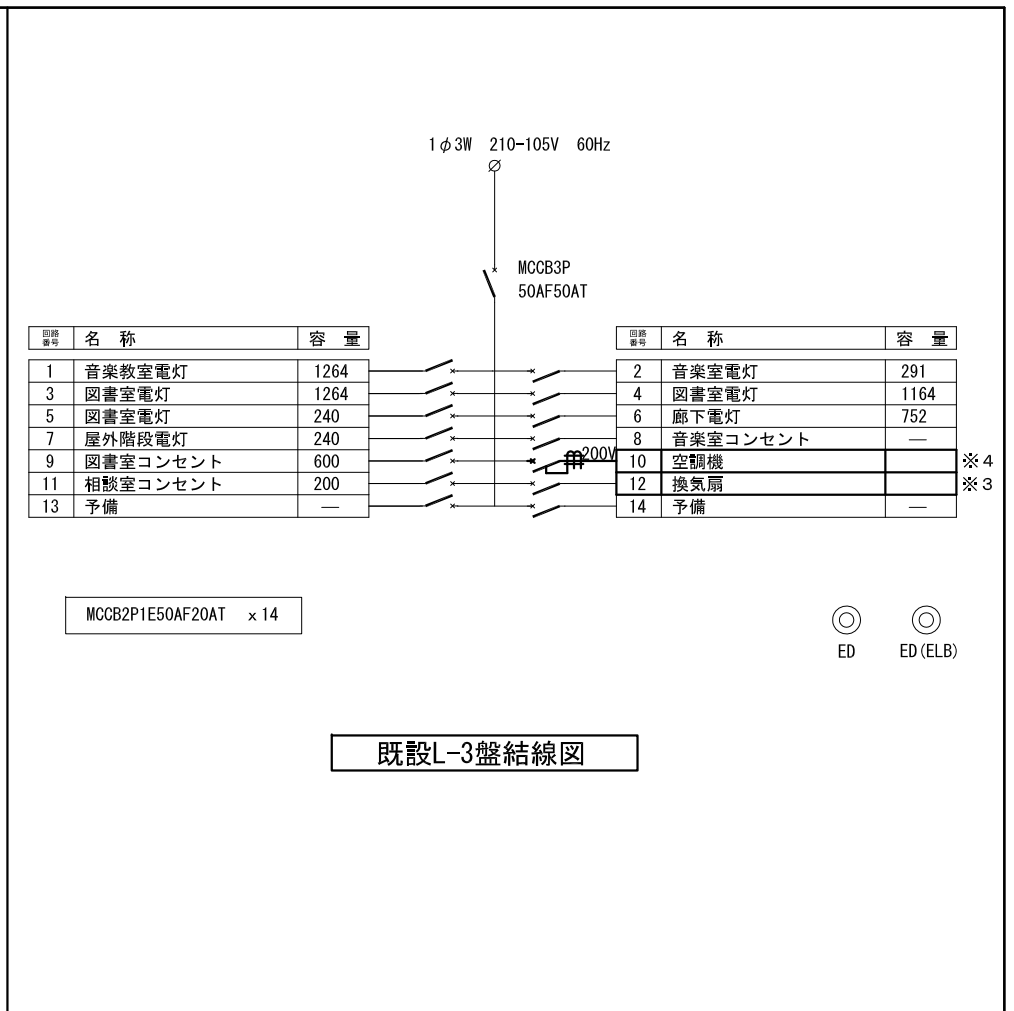 1φ3W 210-105V 60Hz
MCCB3P
50AF50AT
回路番号 名 称 容 量
1 音楽教室電灯 1264
3 図書室電灯 1264
5 図書室電灯 240
7 屋外階段電灯 240
9 図書室コンセント 600
11 相談室コンセント 200
13 予備 —
回路番号 名 称 容 量
2 音楽室電灯 291
4 図書室電灯 1164
6 廊下電灯 752
8 音楽室コンセント —
200V 10 空調機 ※4
12 換気扇 ※3
14 予備 —
MCCB2P1E50AF20AT x14
ED ED(ELB)
既設L-3盤結線図